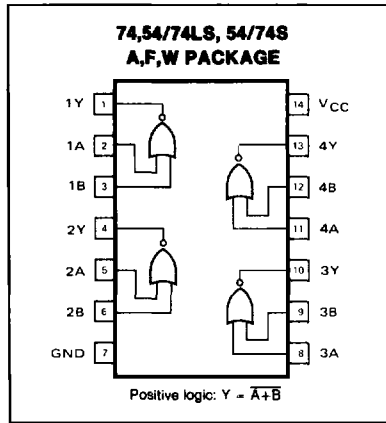 74,54/74LS, 54/74S
A,F,W PACKAGE
1Y 1 14 VCC
1A 2 13 4Y
1B 3 12 4B
2Y 4 11 4A
2A 5 10 3Y
2B 6 9 3B
GND 7 8 3A
Positive logic: Y = A+B̅